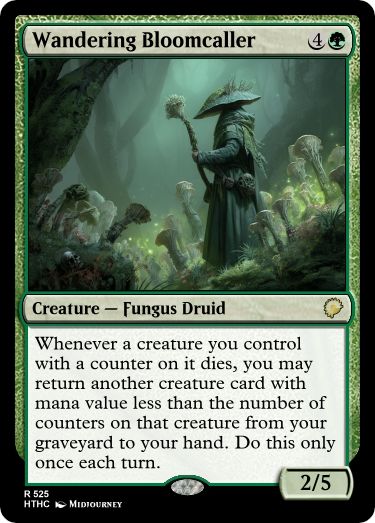 Wandering Bloomcaller 4
Creature — Fungus Druid
Whenever a creature you control
with a counter on it dies, you may
return another creature card with
mana value less than the number of
counters on that creature from your
graveyard to your hand. Do this only
once each turn.
2/5
R 525
HTHC Midjourney